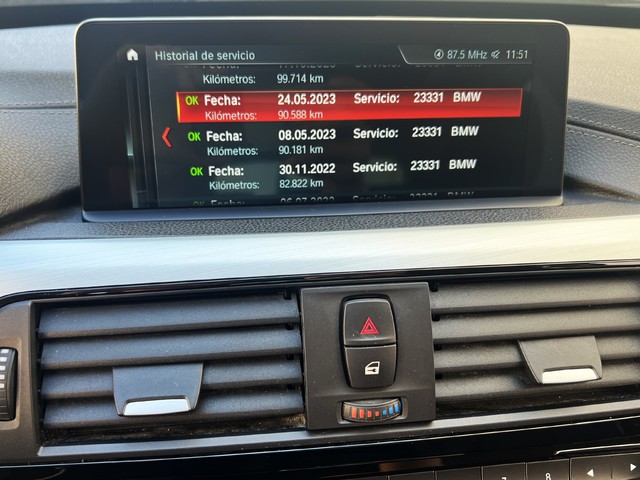 Historial de servicio 87.5 MHz 11:51
Kilómetros: 99.714 km
OK Fecha: 24.05.2023 Servicio: 23331 BMW
Kilómetros: 90.588 km
OK Fecha: 08.05.2023 Servicio: 23331 BMW
Kilómetros: 90.181 km
OK Fecha: 30.11.2022 Servicio: 23331 BMW
Kilómetros: 82.822 km
7 8